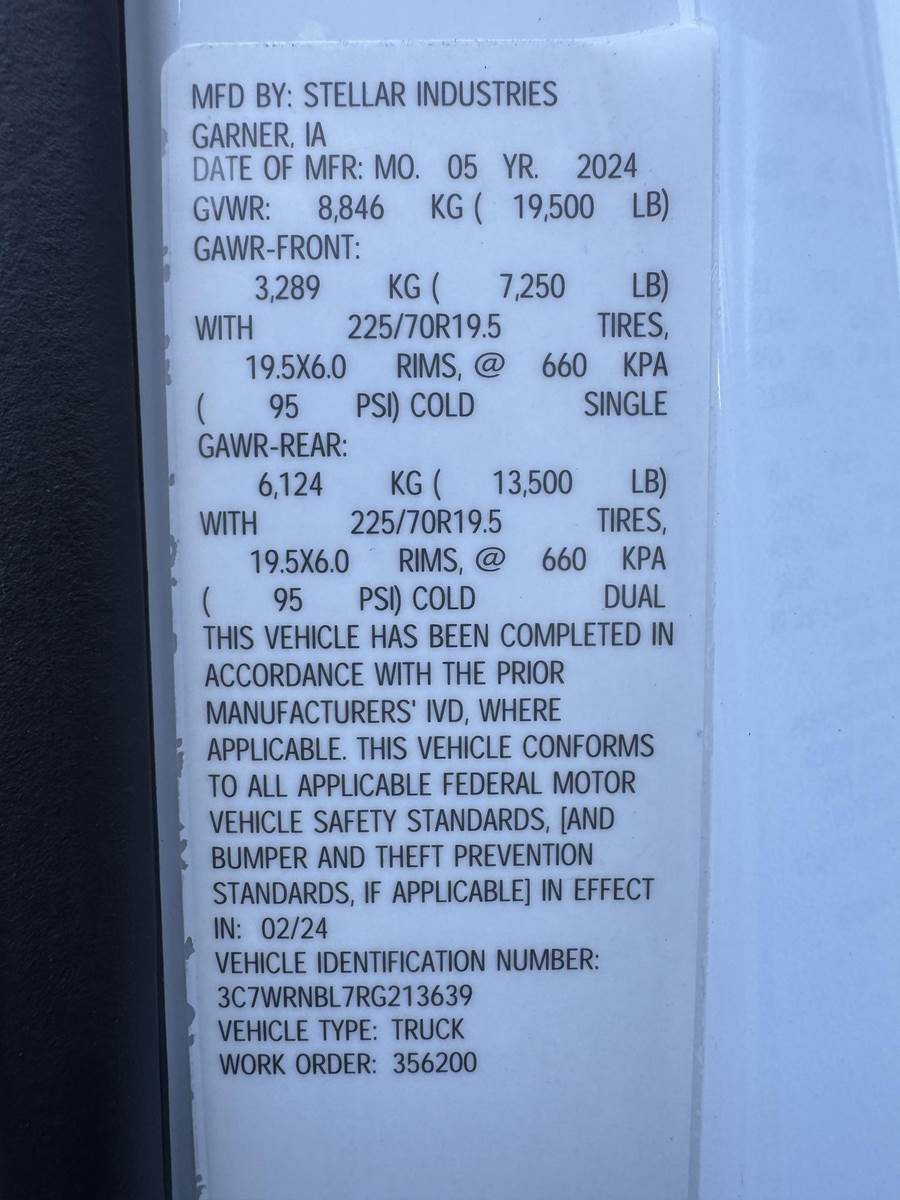 MFD BY: STELLAR INDUSTRIES
GARNER, IA
DATE OF MFR: MO. 05 YR. 2024
GVWR: 8,846 KG ( 19,500 LB)
GAWR-FRONT:
3,289 KG ( 7,250 LB)
WITH 225/70R19.5 TIRES,
19.5X6.0 RIMS, @ 660 KPA
( 95 PSI) COLD SINGLE
GAWR-REAR:
6,124 KG ( 13,500 LB)
WITH 225/70R19.5 TIRES,
19.5X6.0 RIMS, @ 660 KPA
( 95 PSI) COLD DUAL
THIS VEHICLE HAS BEEN COMPLETED IN
ACCORDANCE WITH THE PRIOR
MANUFACTURERS' IVD, WHERE
APPLICABLE. THIS VEHICLE CONFORMS
TO ALL APPLICABLE FEDERAL MOTOR
VEHICLE SAFETY STANDARDS, [AND
BUMPER AND THEFT PREVENTION
STANDARDS, IF APPLICABLE] IN EFFECT
IN: 02/24
VEHICLE IDENTIFICATION NUMBER:
3C7WRNBL7RG213639
VEHICLE TYPE: TRUCK
WORK ORDER: 356200